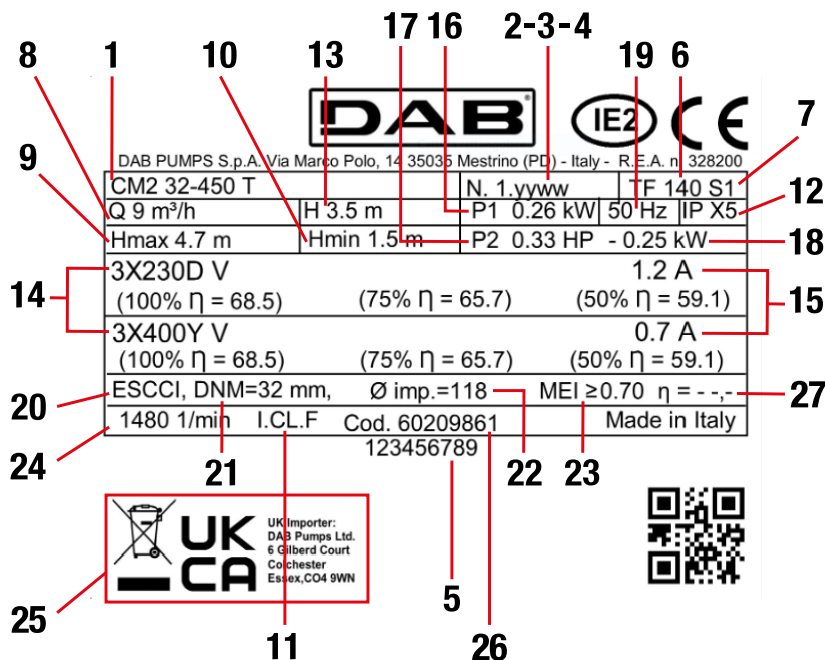 17 16 2-3-4
8 1 10 13 19 6
DAB IE2 CE
7
9 DAB PUMPS S.p.A. Via Marco Polo, 14 35035 Mestrino (PD) - Italy - R.E.A. n. 328200
CM2 32-450 T N. 1.yyww TF 140 S1 12
Q 9 m³/h H 3.5 m P1 0.26 kW 50 Hz IP X5
Hmax 4.7 m Hmin 1.5 m P2 0.33 HP - 0.25 kW 18
3X230D V 1.2 A
14 (100% Ƞ = 68.5) (75% Ƞ = 65.7) (50% Ƞ = 59.1) 15
3X400Y V 0.7 A
(100% Ƞ = 68.5) (75% Ƞ = 65.7) (50% Ƞ = 59.1)
20 ESCCI, DNM=32 mm, Ø imp.=118 MEI ≥0.70 η = - -,- 27
24 1480 1/min I.CL.F Cod. 60209861 Made in Italy
123456789
21 22 23
UK CA
UK Importer:
DAB Pumps Ltd.
6 Gilberd Court
Colchester
Essex,CO4 9WN
25 11 5 26